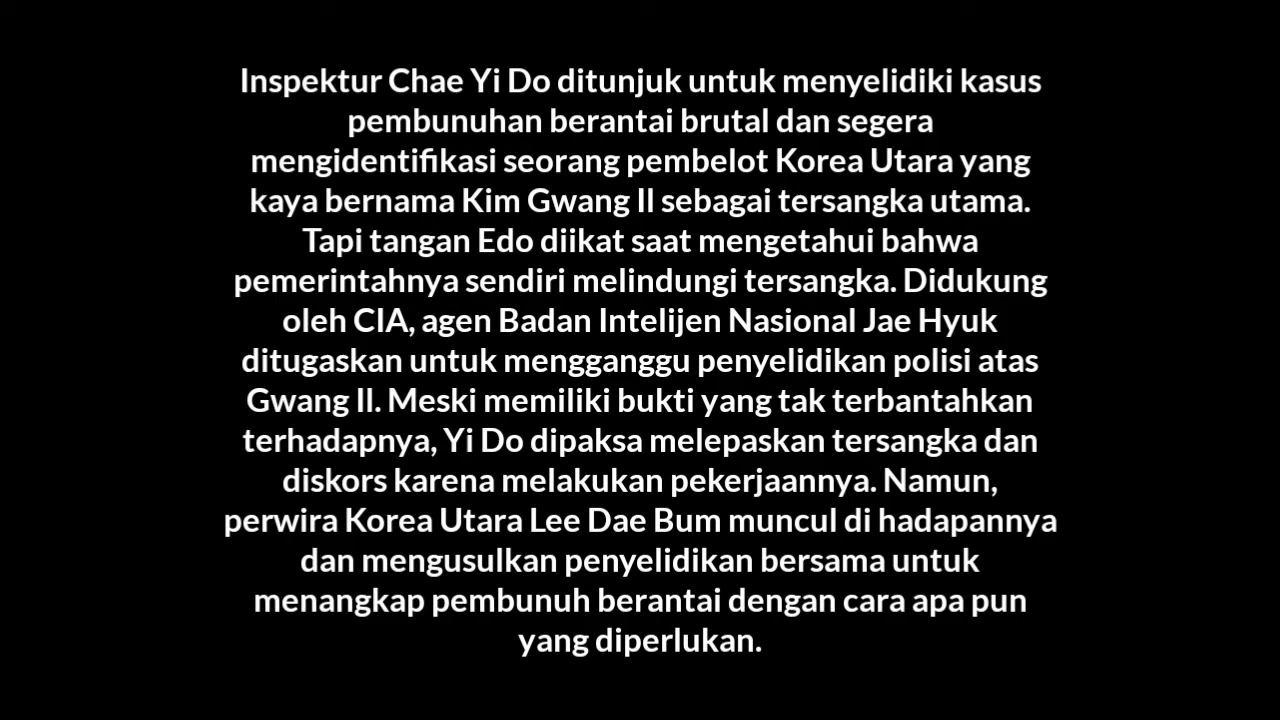 Inspektur Chae Yi Do ditunjuk untuk menyelidiki kasus
pembunuhan berantai brutal dan segera
mengidentifikasi seorang pembelot Korea Utara yang
kaya bernama Kim Gwang Il sebagai tersangka utama.
Tapi tangan Edo diikat saat mengetahui bahwa
pemerintahnya sendiri melindungi tersangka. Didukung
oleh CIA, agen Badan Intelijen Nasional Jae Hyuk
ditugaskan untuk mengganggu penyelidikan polisi atas
Gwang Il. Meski memiliki bukti yang tak terbantahkan
terhadapnya, Yi Do dipaksa melepaskan tersangka dan
diskors karena melakukan pekerjaannya. Namun,
perwira Korea Utara Lee Dae Bum muncul di hadapannya
dan mengusulkan penyelidikan bersama untuk
menangkap pembunuh berantai dengan cara apa pun
yang diperlukan.